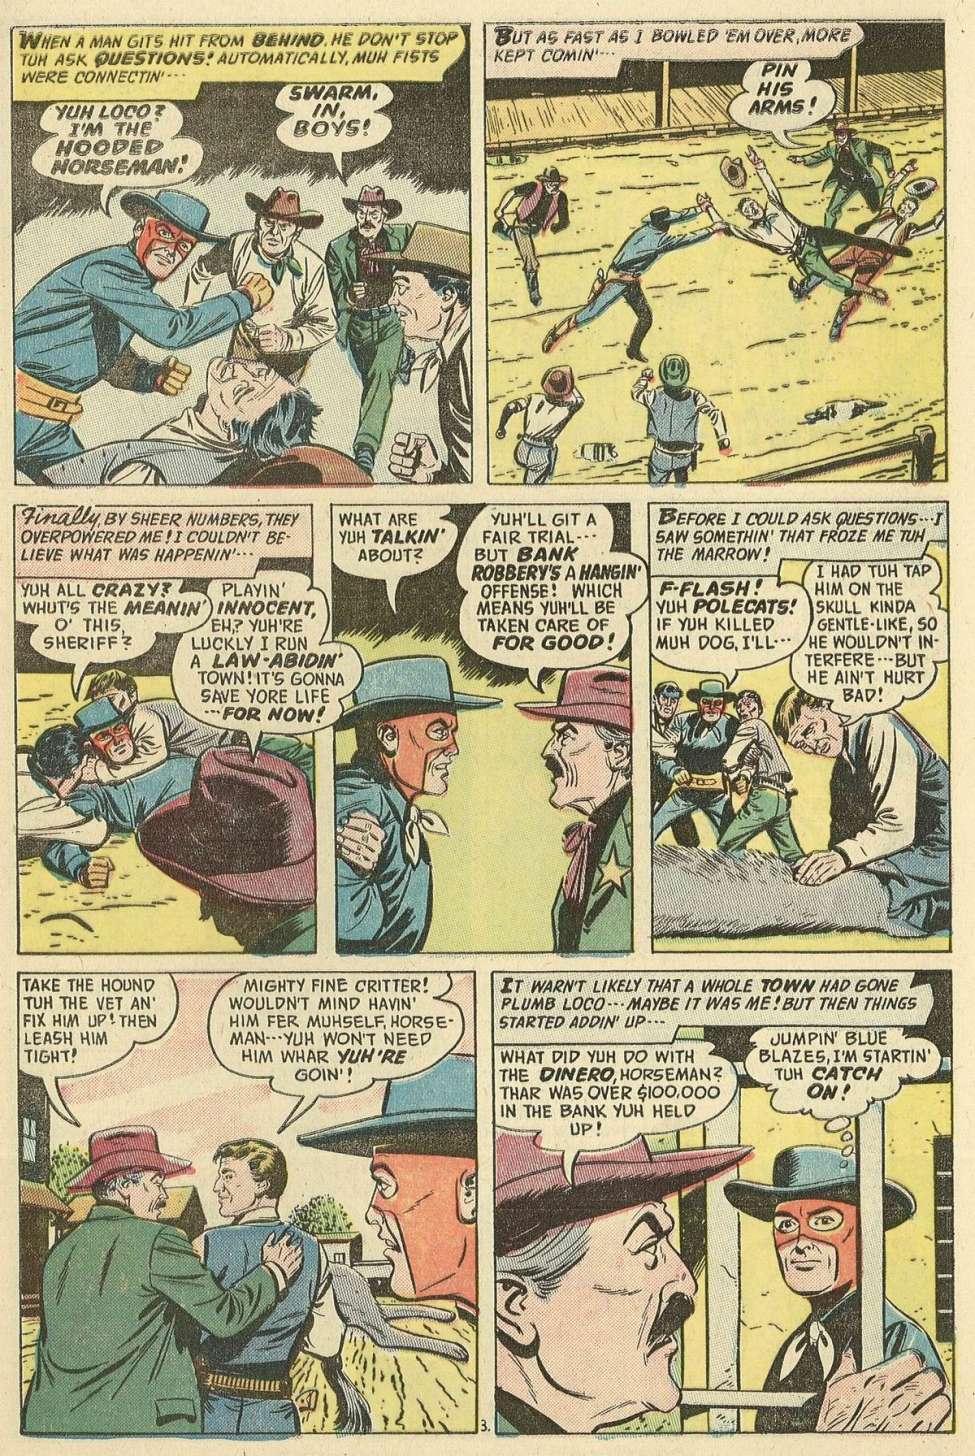 WHEN A MAN GITS HIT FROM BEHIND, HE DON'T STOP
TUH ASK QUESTIONS! AUTOMATICALLY, MUH FISTS
WERE CONNECTIN'---
YUH LOCO?
I'M THE
HOODED
HORSEMAN!
SWARM,
IN,
BOYS!
BUT AS FAST AS I BOWLED 'EM OVER, MORE
KEPT COMIN'---
PIN
HIS
ARMS!
Finally, BY SHEER NUMBERS, THEY
OVERPOWERED ME! I COULDN'T BE-
LIEVE WHAT WAS HAPPENIN'---
YUH ALL CRAZY?
WHUT'S THE MEANIN'
O' THIS,
SHERIFF?
PLAYIN'
INNOCENT,
EH? YUH'RE
LUCKLY I RUN
A LAW-ABIDIN'
TOWN! IT'S GONNA
SAVE YORE LIFE
---FOR NOW!
WHAT ARE
YUH TALKIN'
ABOUT?
YUH'LL GIT A
FAIR TRIAL---
BUT BANK
ROBBERY'S A HANGIN'
OFFENSE! WHICH
MEANS YUH'LL BE
TAKEN CARE OF
FOR GOOD!
BEFORE I COULD ASK QUESTIONS---I
SAW SOMETHIN' THAT FROZE ME TUH
THE MARROW!
F-FLASH!
YUH POLECATS!
IF YUH KILLED
MUH DOG, I'LL---
I HAD TUH TAP
HIM ON THE
SKULL KINDA
GENTLE-LIKE, SO
HE WOULDN'T IN-
TERFERE---BUT
HE AIN'T HURT
BAD!
TAKE THE HOUND
TUH THE VET AN'
FIX HIM UP! THEN
LEASH HIM
TIGHT!
MIGHTY FINE CRITTER!
WOULDN'T MIND HAVIN'
HIM FER MUHSELF, HORSE-
MAN---YUH WON'T NEED
HIM WHAR YUH'RE
GOIN'!
IT WARN'T LIKELY THAT A WHOLE TOWN HAD GONE
PLUMB LOCO---MAYBE IT WAS ME! BUT THEN THINGS
STARTED ADDIN' UP---
WHAT DID YUH DO WITH
THE DINERO, HORSEMAN?
THAR WAS OVER $100,000
IN THE BANK YUH HELD
UP!
JUMPIN' BLUE
BLAZES, I'M STARTIN'
TUH CATCH
ON!
3.